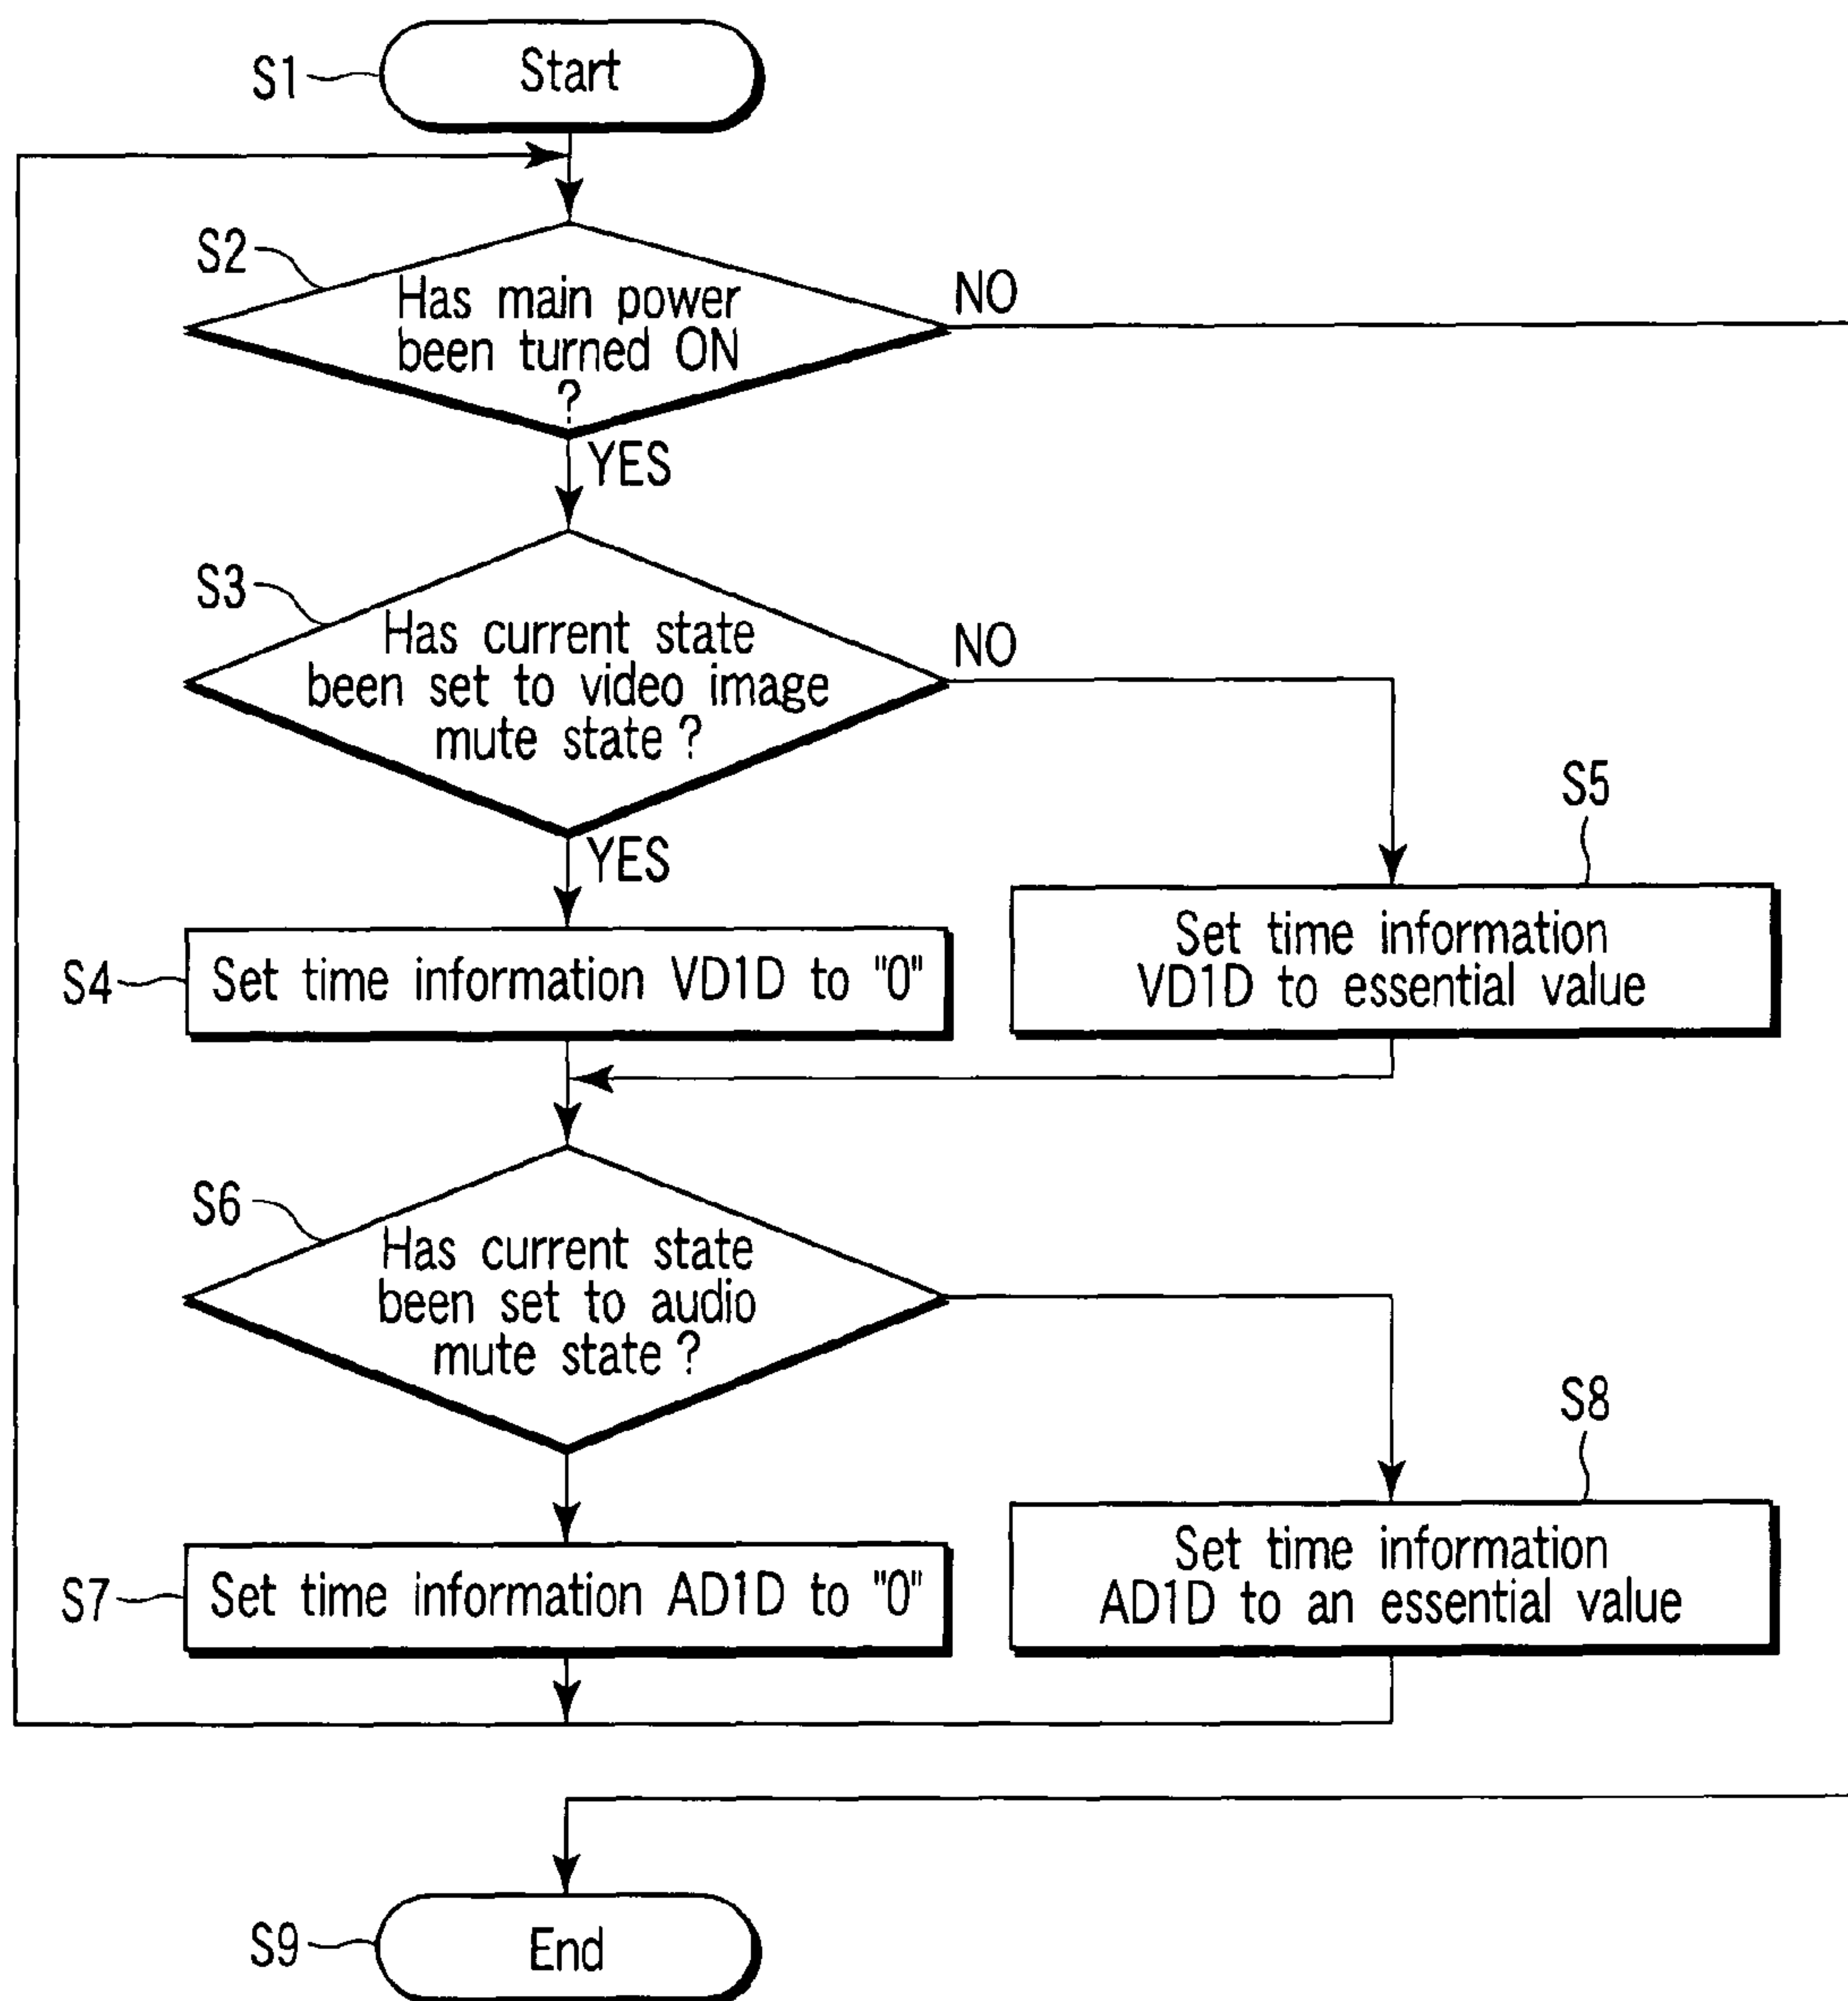 S1
Start
S2
Has main power
been turned ON
?
NO
YES
S3
Has current state
been set to video image
mute state ?
NO
YES
S5
Set time information
VD1D to essential value
S4
Set time information VD1D to "0"
S6
Has current state
been set to audio
mute state ?
S8
Set time information
AD1D to an essential value
S7
Set time information AD1D to "0"
S9
End